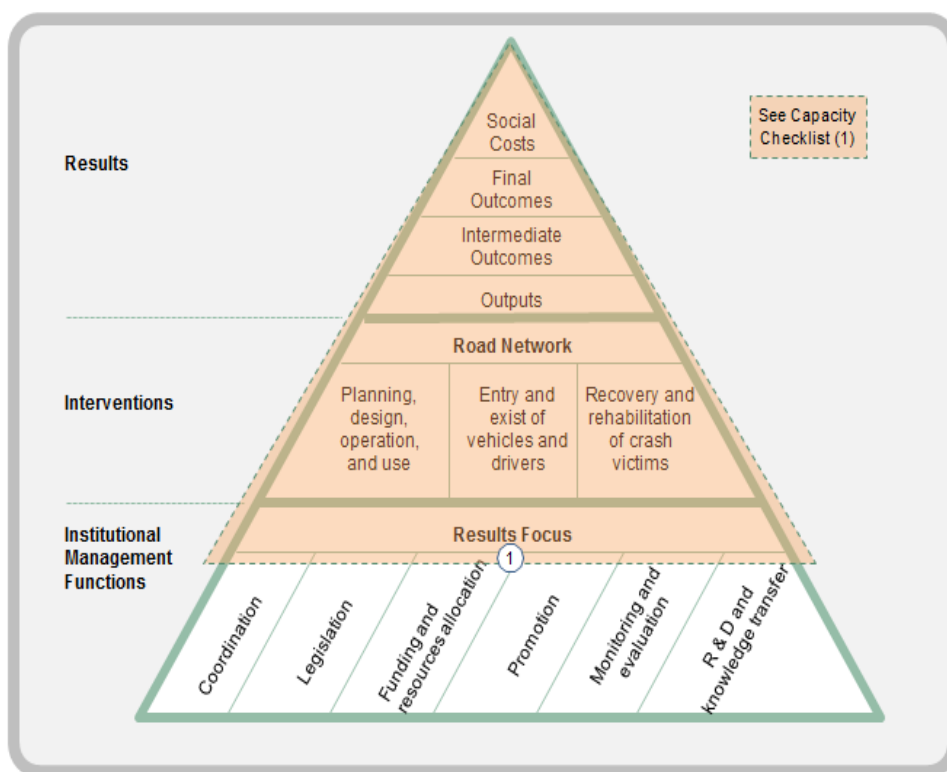 Social
Costs
See Capacity
Checklist (1)
Results
Final
Outcomes
Intermediate
Outcomes
Outputs
Road Network
Interventions
Planning,
design,
operation,
and use
Entry and
exist of
vehicles and
drivers
Recovery and
rehabilitation
of crash
victims
Institutional
Management
Functions
Results Focus
1
Coordination
Legislation
Funding and
resources allocation
Promotion
Monitoring and
evaluation
R & D and
knowledge transfer